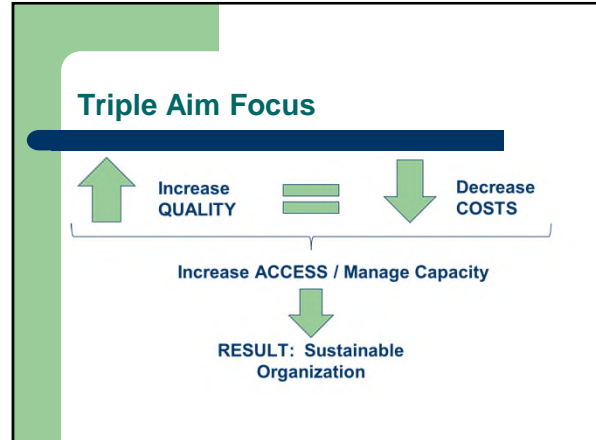 Triple Aim Focus
Increase
QUALITY
Decrease
COSTS
Increase ACCESS / Manage Capacity
RESULT: Sustainable
Organization